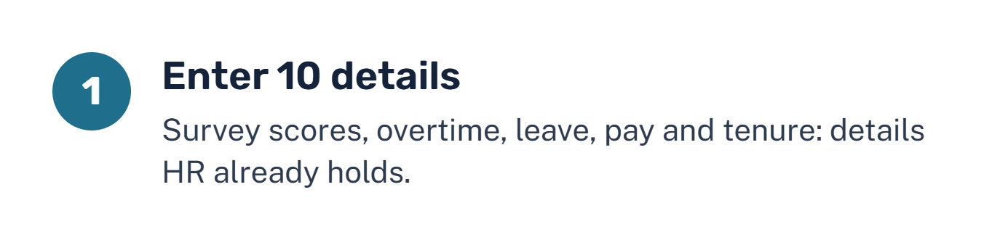 1
Enter 10 details
Survey scores, overtime, leave, pay and tenure: details
HR already holds.